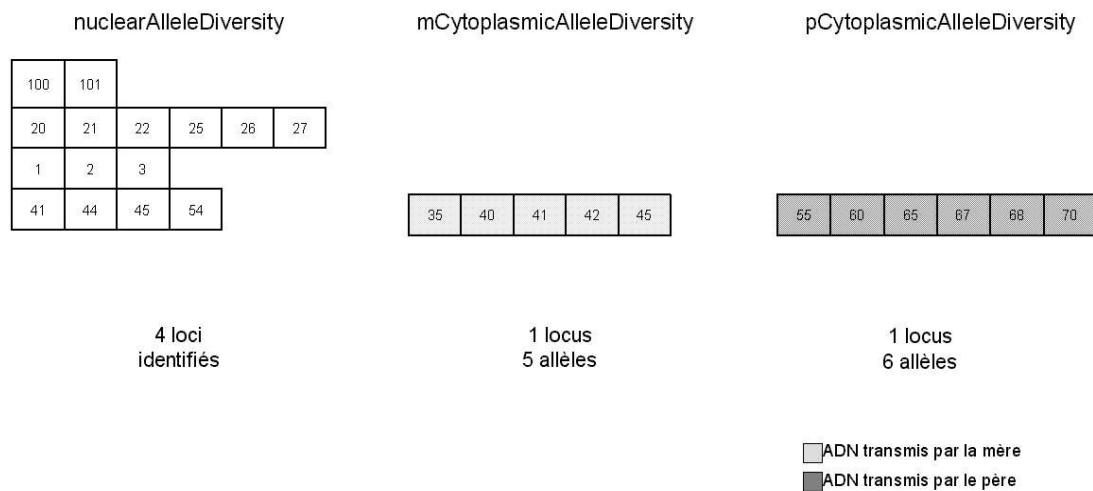 nuclearAlleleDiversity
mCytoplasmicAlleleDiversity
pCytoplasmicAlleleDiversity
100 101
20 21 22 25 26 27
1 2 3
41 44 45 54
35 40 41 42 45
55 60 65 67 68 70
4 loci
identifiés
1 locus
5 allèles
1 locus
6 allèles
ADN transmis par la mère
ADN transmis par le père